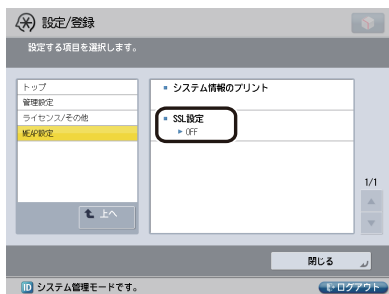 設定/登録
設定する項目を選択します。
トップ
管理設定
ライセンス/その他
MEAP設定
上へ
システム情報のプリント
SSL設定
OFF
1/1
閉じる
ID システム管理モードです。
ログアウト